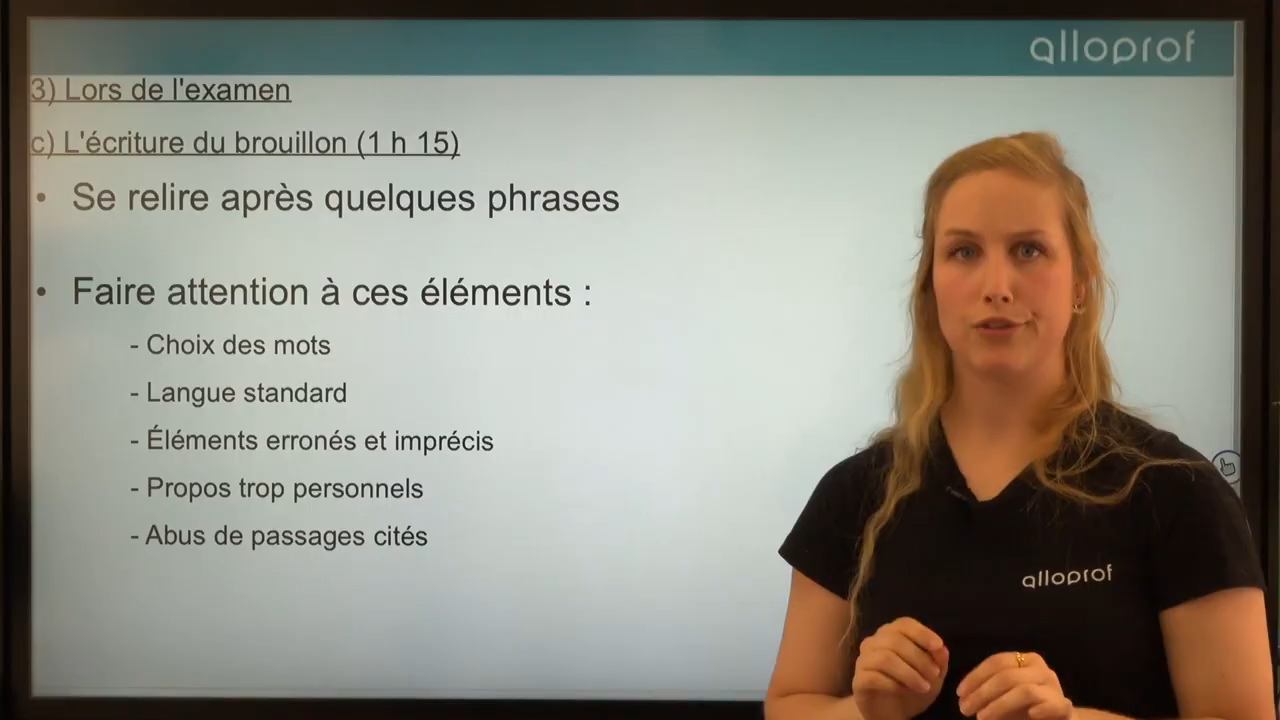 alloprof
3) Lors de l'examen
c) L'écriture du brouillon (1 h 15)
• Se relire après quelques phrases
• Faire attention à ces éléments :
- Choix des mots
- Langue standard
- Éléments erronés et imprécis
- Propos trop personnels
- Abus de passages cités
alloprof